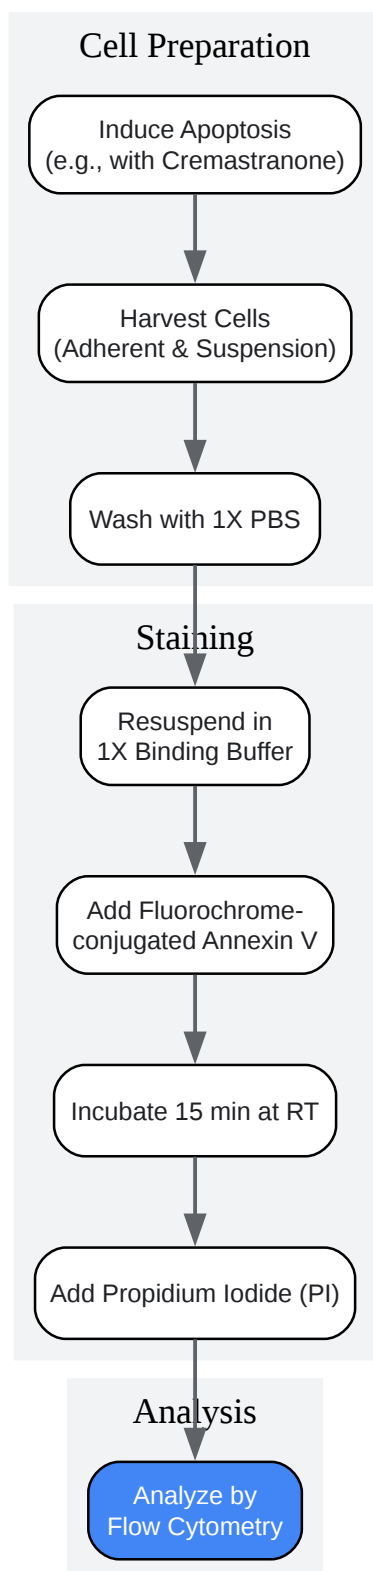 Cell Preparation
Induce Apoptosis
(e.g., with Cremastranone)
Harvest Cells
(Adherent & Suspension)
Wash with 1X PBS
Staining
Resuspend in
1X Binding Buffer
Add Fluorochrome-
conjugated Annexin V
Incubate 15 min at RT
Add Propidium Iodide (PI)
Analysis
Analyze by
Flow Cytometry